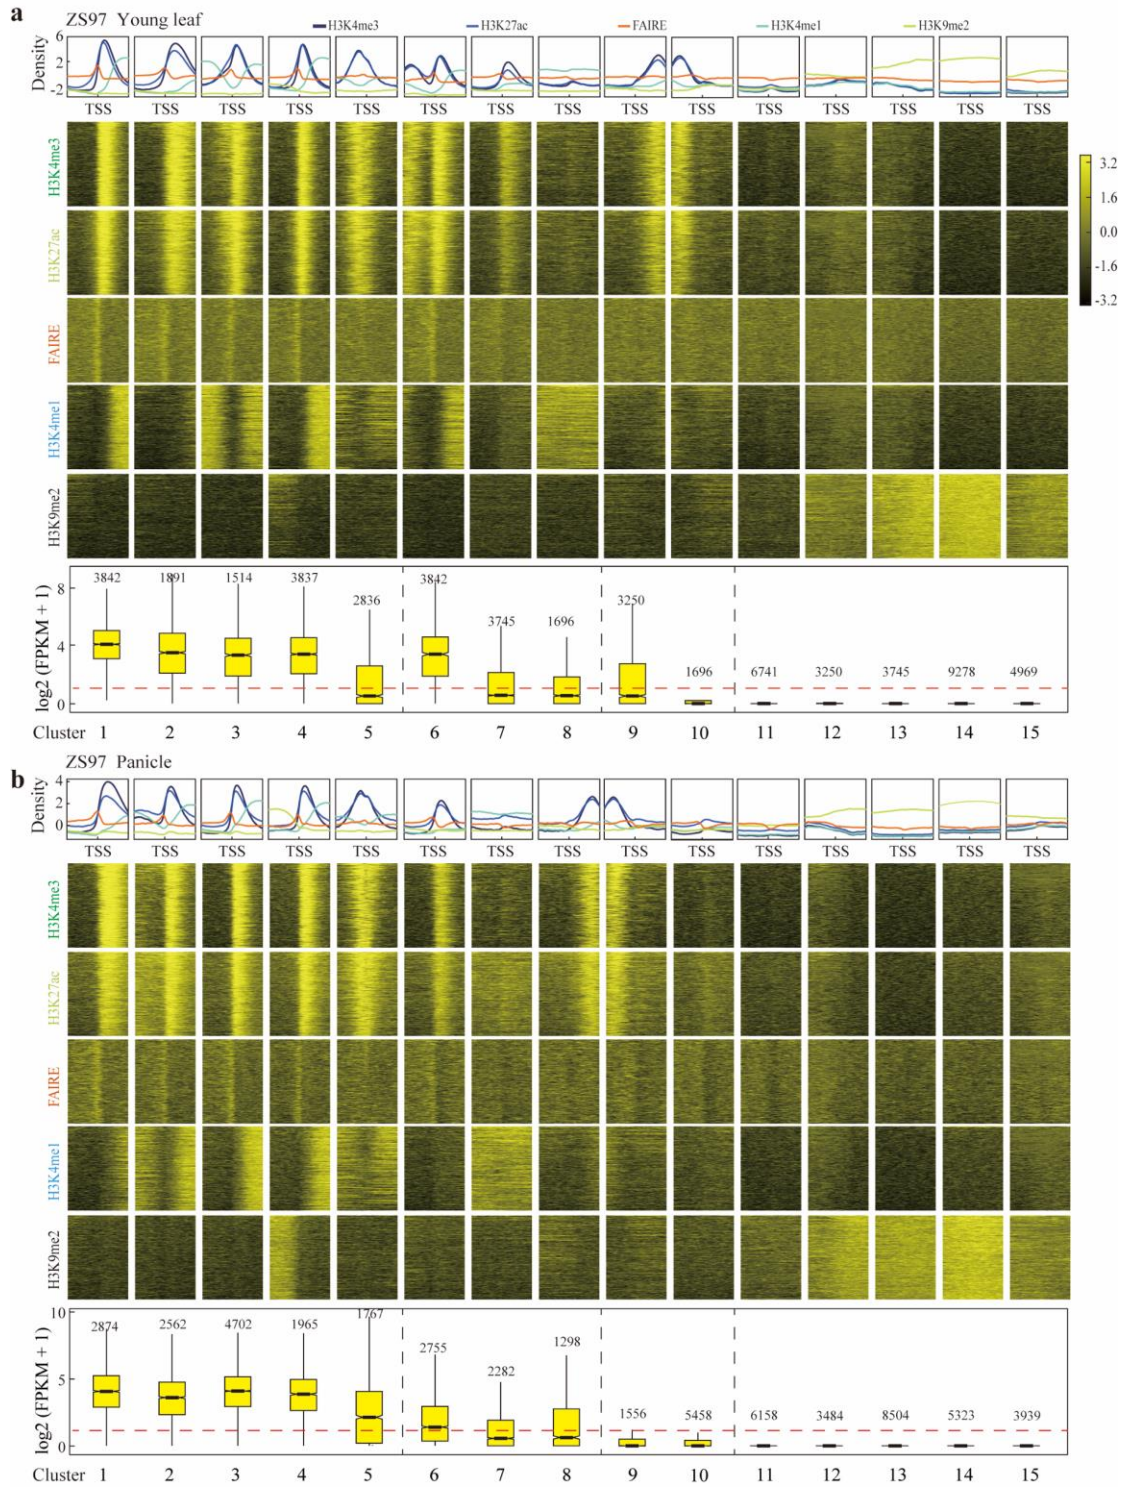 a
ZS97 Young leaf
H3K4me3 H3K27ac FAIRE H3K4me1 H3K9me2
Density
6
2
-2
TSS TSS TSS TSS TSS TSS TSS TSS TSS TSS TSS TSS TSS TSS TSS
H3K4me3
H3K27ac
FAIRE
H3K4me1
H3K9me2
3.2
1.6
0.0
-1.6
-3.2
log2 (FPKM + 1)
8
4
0
3842 1891 1514 3837 2836 3842 3745 1696 3250 1696 6741 3250 3745 9278 4969
Cluster 1 2 3 4 5 6 7 8 9 10 11 12 13 14 15
b
ZS97 Panicle
Density
4
2
0
TSS TSS TSS TSS TSS TSS TSS TSS TSS TSS TSS TSS TSS TSS TSS
H3K4me3
H3K27ac
FAIRE
H3K4me1
H3K9me2
log2 (FPKM + 1)
10
5
0
2874 2562 4702 1965 1767 2755 2282 1298 1556 5458 6158 3484 8504 5323 3939
Cluster 1 2 3 4 5 6 7 8 9 10 11 12 13 14 15